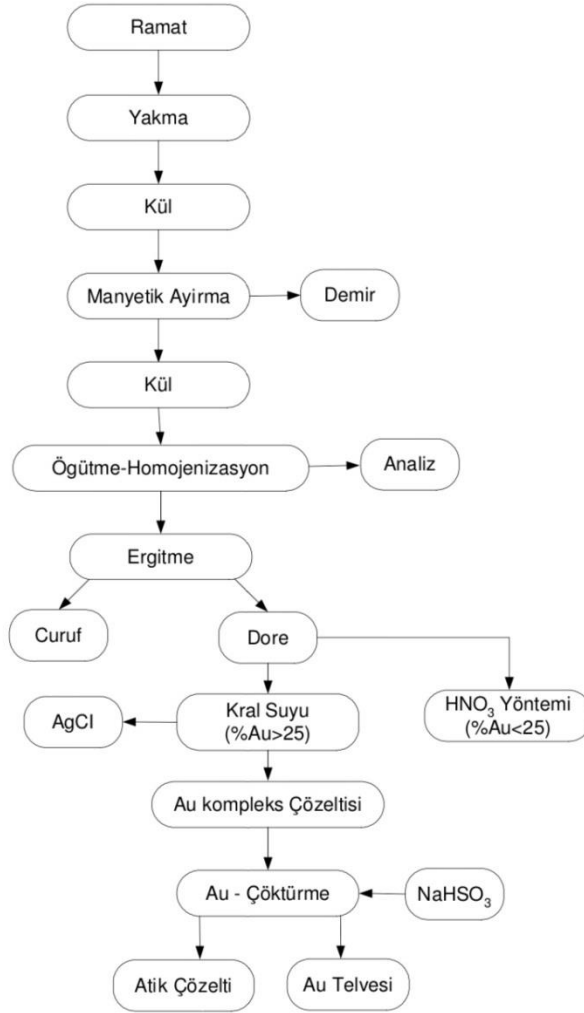 Ramat
Yakma
Kül
Manyetik Ayirma
Demir
Kül
Ögütme-Homojenizasyon
Analiz
Ergitme
Curuf
Dore
AgCl
Kral Suyu
(%Au>25)
HNO₃ Yöntemi
(%Au<25)
Au kompleks Çözeltisi
Au - Çöktürme
NaHSO₃
Atik Çözelti
Au Telvesi